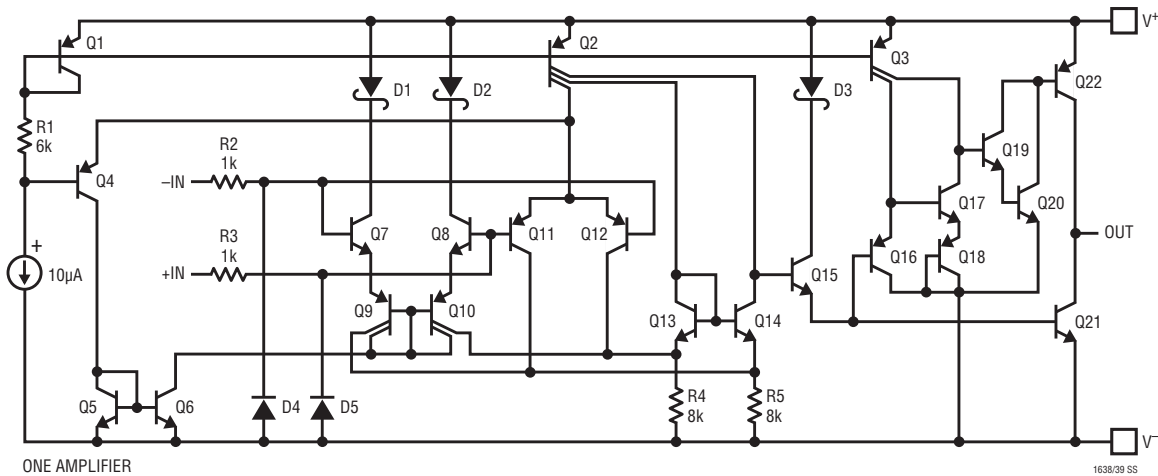 V+
Q1
Q2
Q3
D1
D2
D3
Q22
R1
6k
R2
1k
Q19
Q4
–IN
Q17
Q20
Q7
Q8
Q11
Q12
OUT
R3
1k
+
10µA
+IN
Q15
Q16
Q18
Q9
Q10
Q13
Q14
Q21
Q5
Q6
D4
D5
R4
8k
R5
8k
V–
ONE AMPLIFIER
1638/39 SS